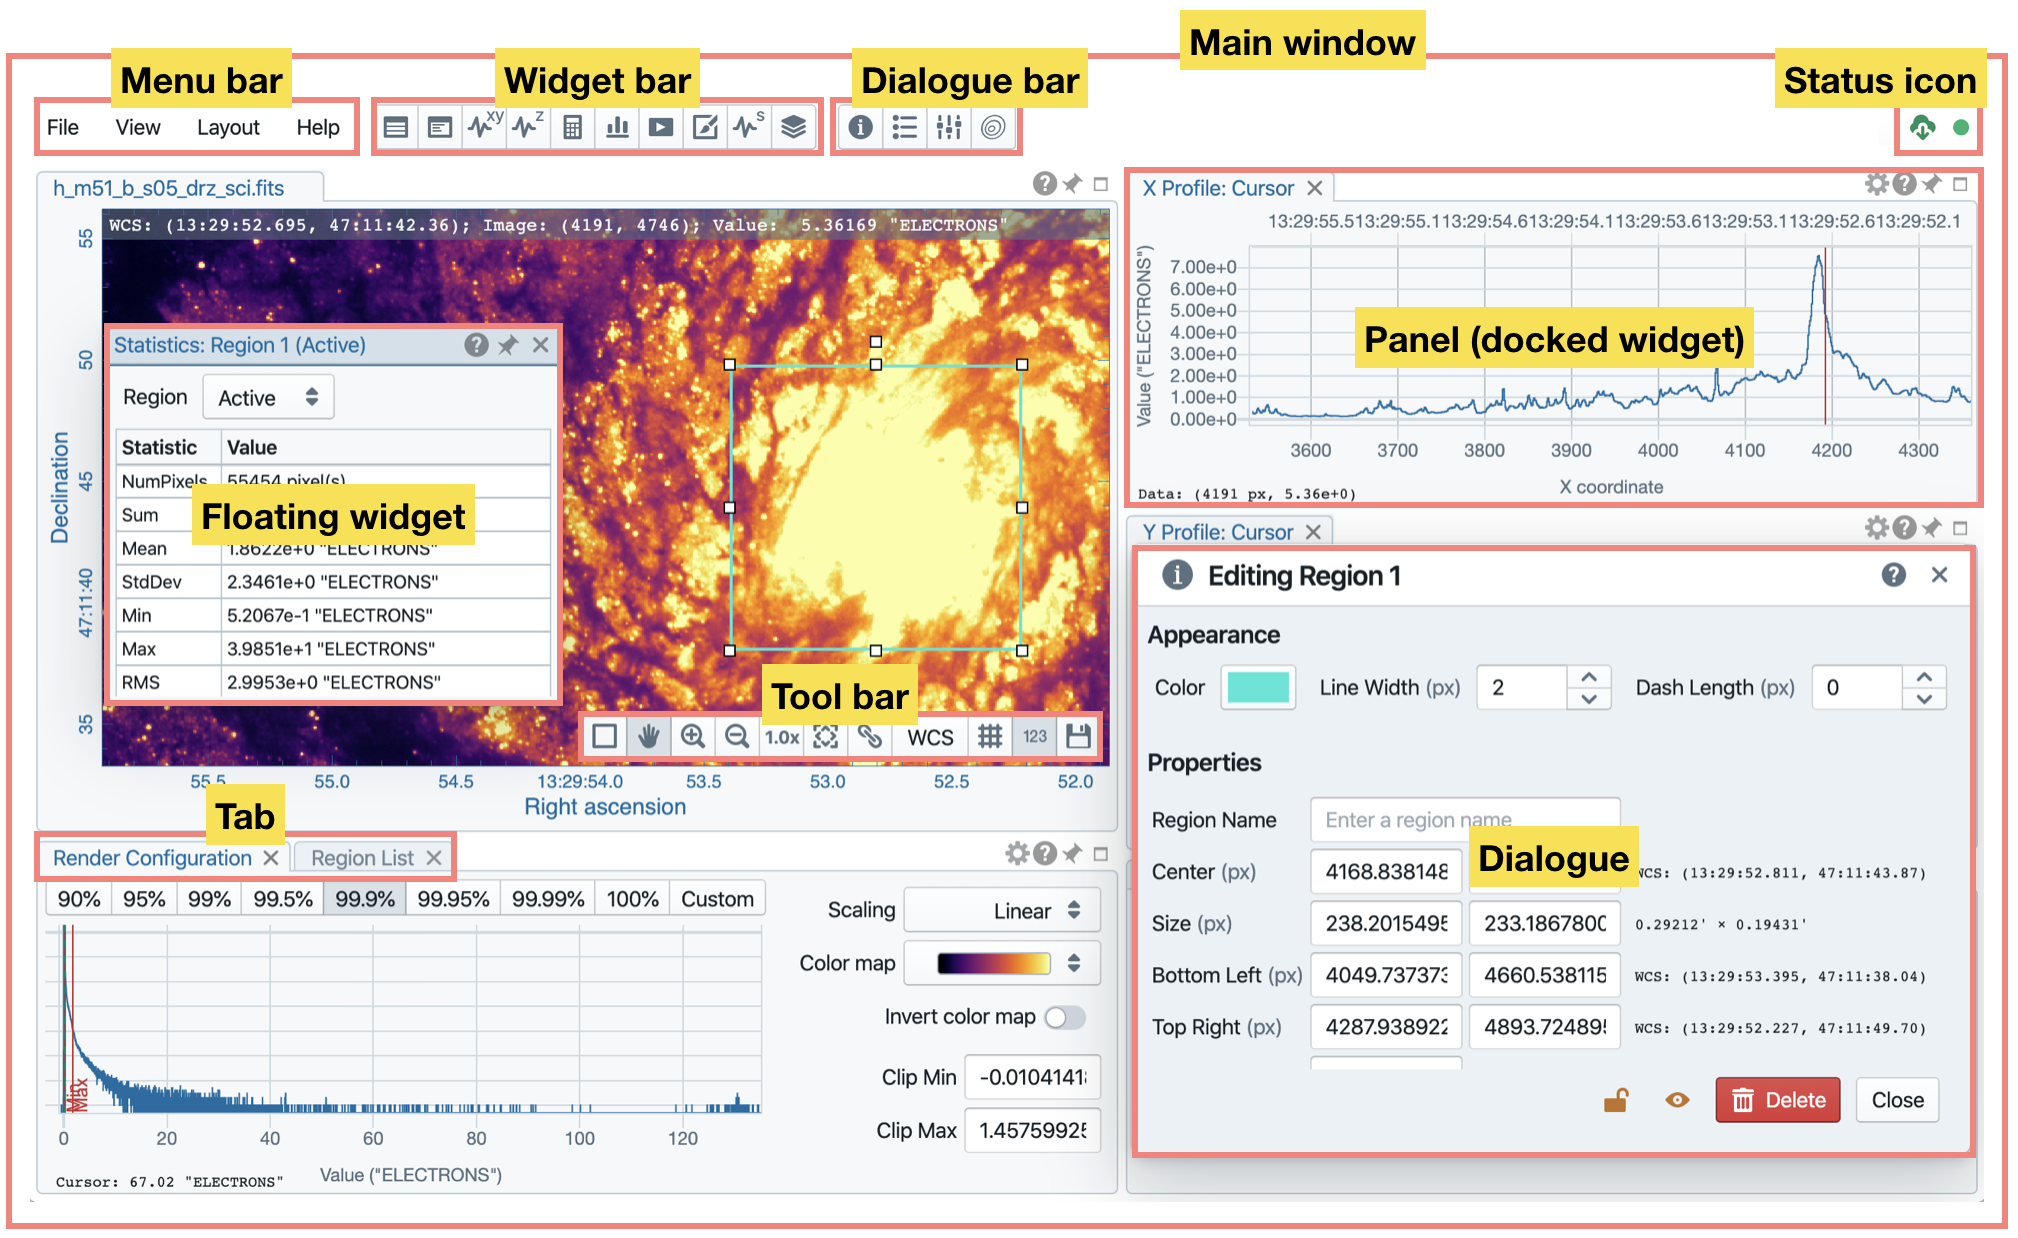 Main window
Menu bar
Widget bar
Dialogue bar
Status icon
File View Layout Help
xy z s
h_m51_b_s05_drz_sci.fits
WCS: (13:29:52.695, 47:11:42.36); Image: (4191, 4746); Value: 5.36169 "ELECTRONS"
55
50
45
47:11:40
35
Declination
Statistics: Region 1 (Active)
Region Active
Statistic Value
NumPixels 55454 pixel(s)
Sum
Floating widget
Mean 1.8622e+0 "ELECTRONS"
StdDev 2.3461e+0 "ELECTRONS"
Min 5.2067e-1 "ELECTRONS"
Max 3.9851e+1 "ELECTRONS"
RMS 2.9953e+0 "ELECTRONS"
Tool bar
1.0x WCS 123
55.5 55.0 54.5 13:29:54.0 53.5 53.0 52.5 52.0
Right ascension
Tab
Render Configuration Region List
90% 95% 99% 99.5% 99.9% 99.95% 99.99% 100% Custom
Min
Max
0 20 40 60 80 100 120
Value ("ELECTRONS")
Cursor: 67.02 "ELECTRONS"
Scaling Linear
Color map
Invert color map
Clip Min -0.0104141
Clip Max 1.4575992
X Profile: Cursor
13:29:55.5 13:29:55.1 13:29:54.6 13:29:54.1 13:29:53.6 13:29:53.1 13:29:52.6 13:29:52.1
Value ("ELECTRONS")
7.00e+0
6.00e+0
5.00e+0
4.00e+0
3.00e+0
2.00e+0
1.00e+0
0.00e+0
Panel (docked widget)
3600 3700 3800 3900 4000 4100 4200 4300
X coordinate
Data: (4191 px, 5.36e+0)
Y Profile: Cursor
Editing Region 1
Appearance
Color Line Width (px) 2 Dash Length (px) 0
Properties
Region Name Enter a region name
Dialogue
Center (px) 4168.838148 WCS: (13:29:52.811, 47:11:43.87)
Size (px) 238.2015495 233.1867800 0.29212' × 0.19431'
Bottom Left (px) 4049.737373 4660.538115 WCS: (13:29:53.395, 47:11:38.04)
Top Right (px) 4287.938922 4893.724895 WCS: (13:29:52.227, 47:11:49.70)
Delete Close